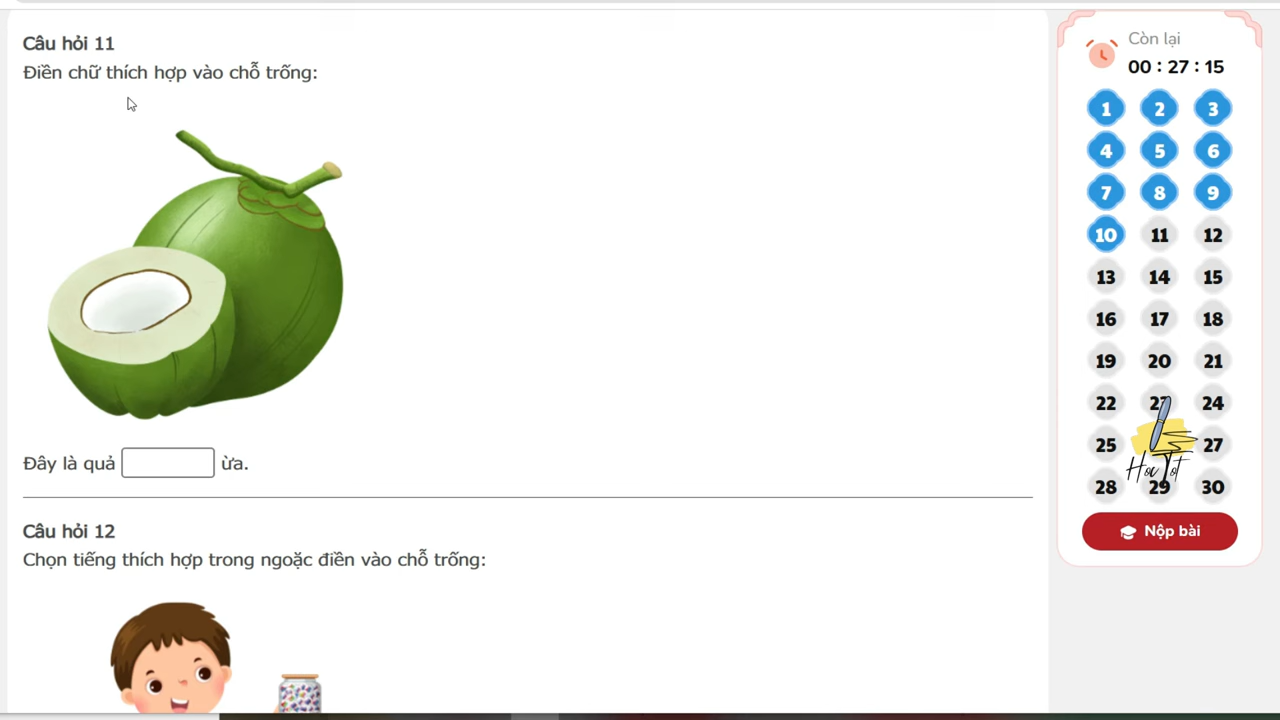 Câu hỏi 11
Điền chữ thích hợp vào chỗ trống:
Đây là quả ừa.
Câu hỏi 12
Chọn tiếng thích hợp trong ngoặc điền vào chỗ trống:
Còn lại
00 : 27 : 15
1 2 3
4 5 6
7 8 9
10 11 12
13 14 15
16 17 18
19 20 21
22 24
25 27
Học Tốt
28 29 30
Nộp bài